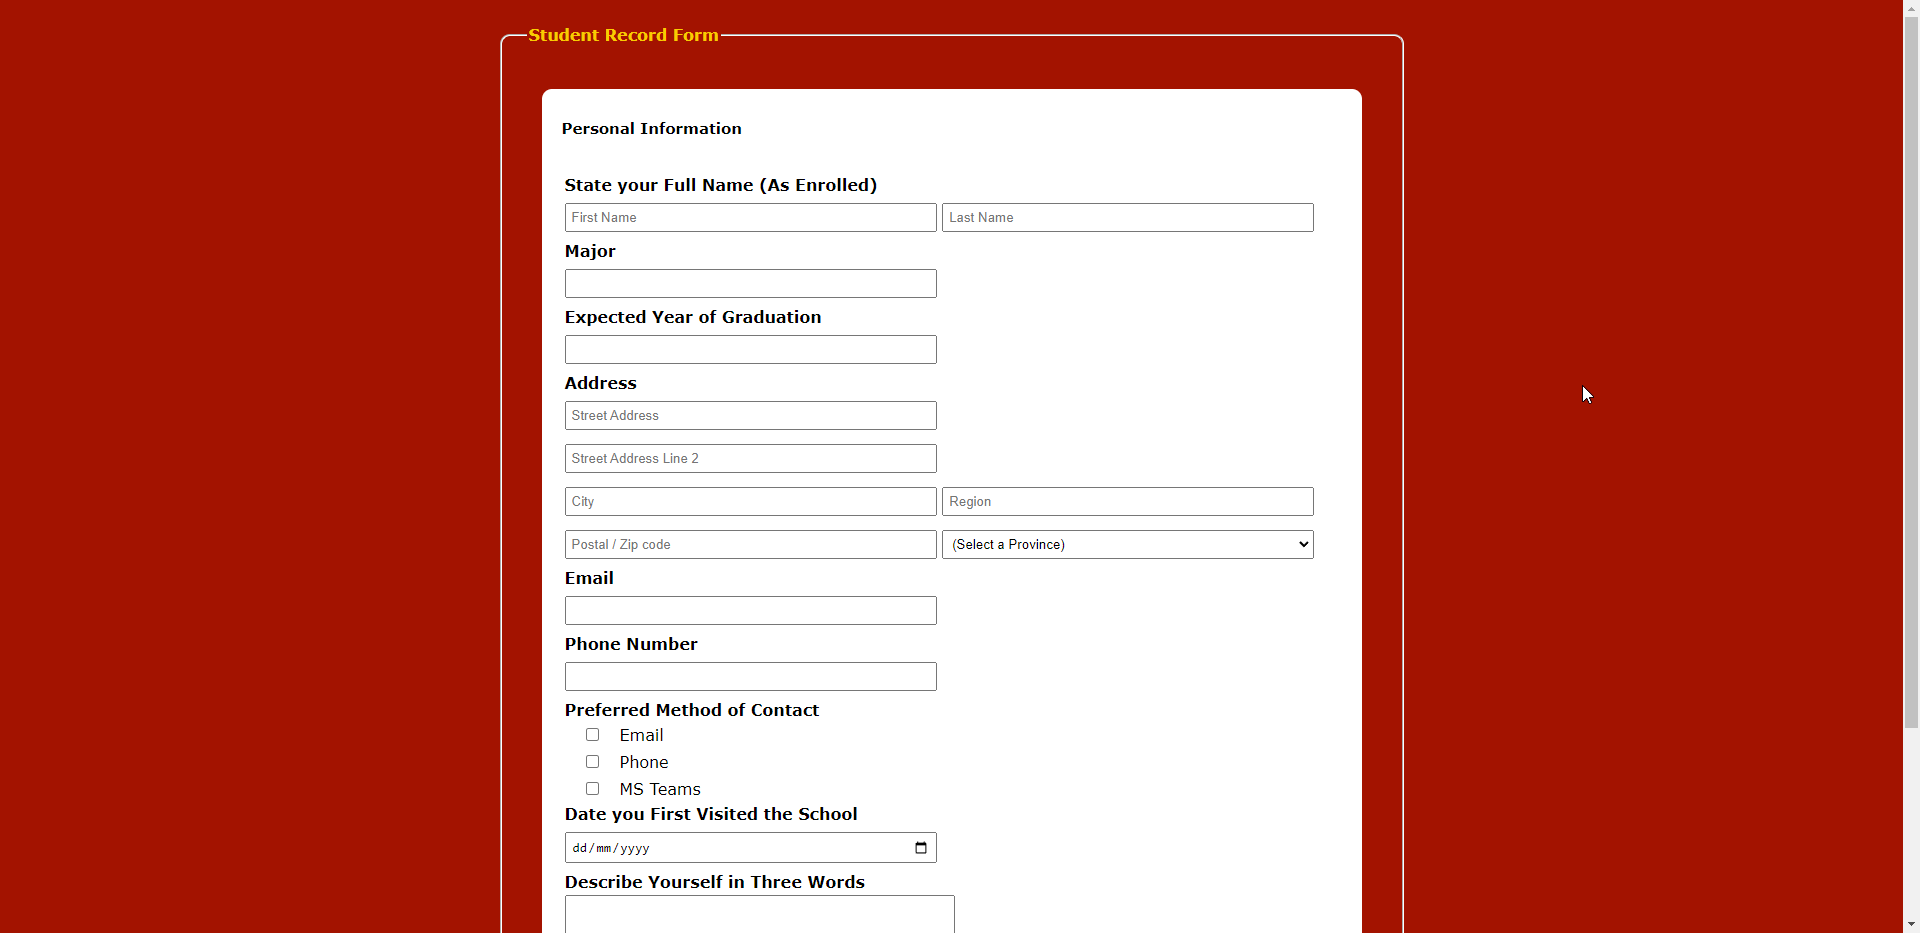 Student Record Form
Personal Information
State your Full Name (As Enrolled)
First Name Last Name
Major
Expected Year of Graduation
Address
Street Address
Street Address Line 2
City Region
Postal / Zip code (Select a Province)
Email
Phone Number
Preferred Method of Contact
Email
Phone
MS Teams
Date you First Visited the School
dd/mm/yyyy
Describe Yourself in Three Words